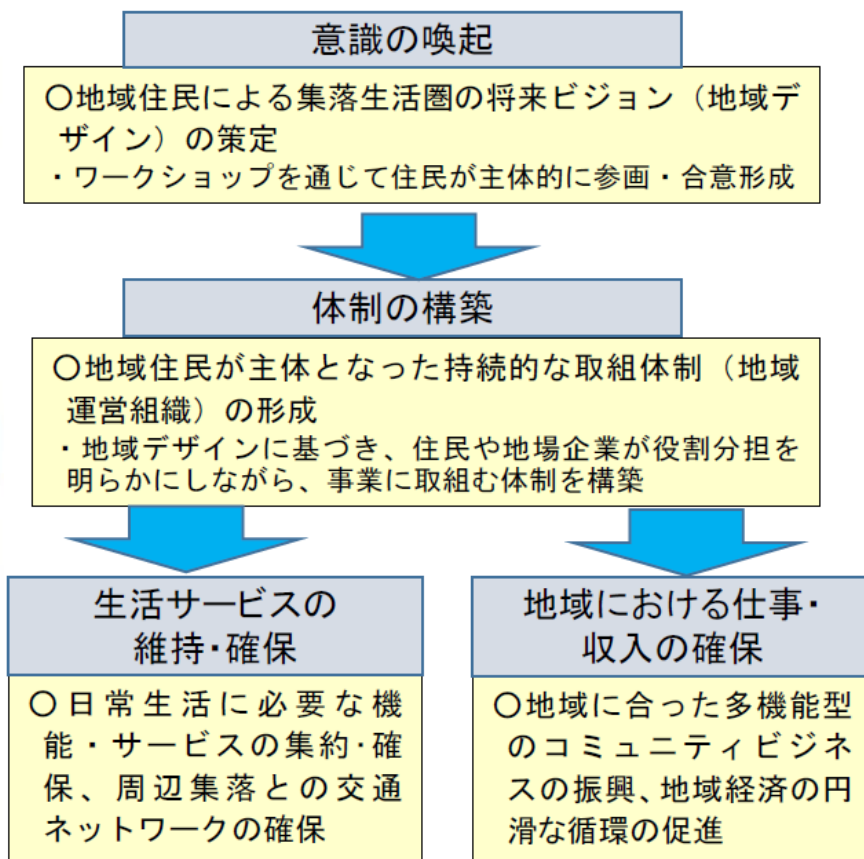 意識の喚起
〇地域住民による集落生活圏の将来ビジョン（地域デ
ザイン）の策定
・ワークショップを通じて住民が主体的に参画・合意形成
体制の構築
〇地域住民が主体となった持続的な取組体制（地域
運営組織）の形成
・地域デザインに基づき、住民や地場企業が役割分担を
明らかにしながら、事業に取組む体制を構築
生活サービスの
維持・確保
〇日常生活に必要な機
能・サービスの集約・確
保、周辺集落との交通
ネットワークの確保
地域における仕事・
収入の確保
〇地域に合った多機能型
のコミュニティビジネ
スの振興、地域経済の円
滑な循環の促進